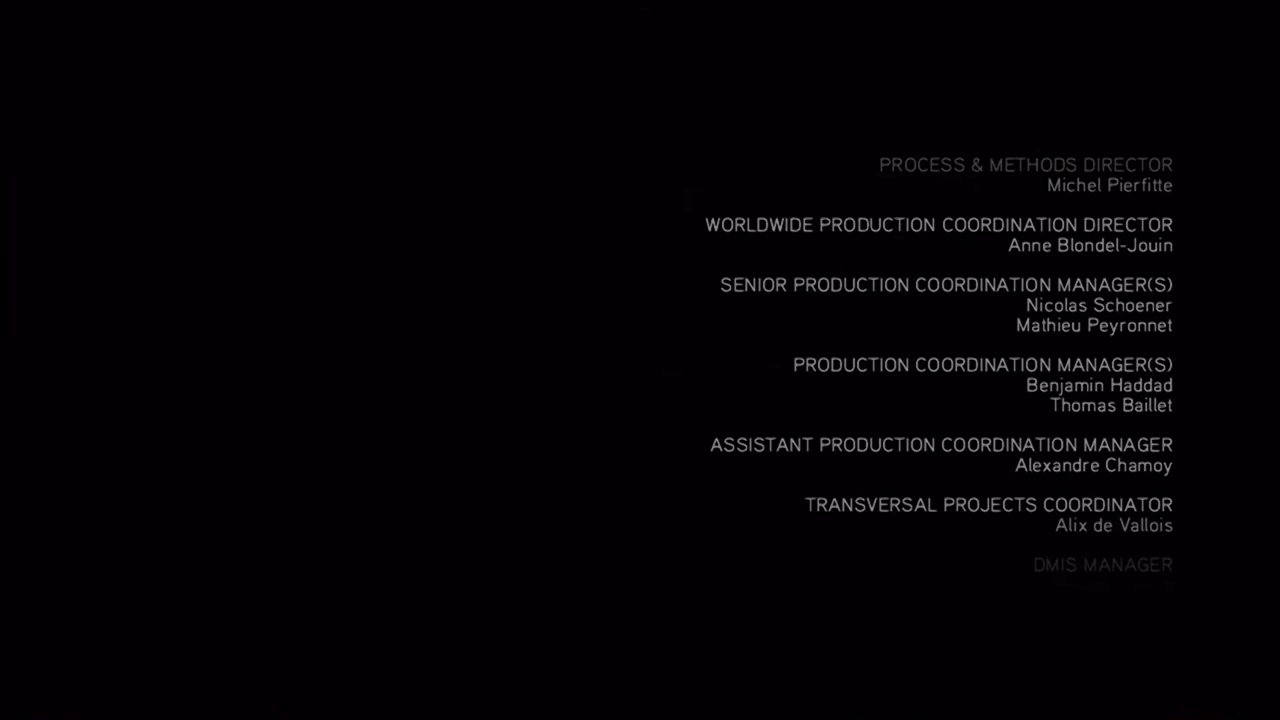 PROCESS & METHODS DIRECTOR
Michel Pierfitte
WORLDWIDE PRODUCTION COORDINATION DIRECTOR
Anne Blondel-Jouin
SENIOR PRODUCTION COORDINATION MANAGER(S)
Nicolas Schoener
Mathieu Peyronnet
PRODUCTION COORDINATION MANAGER(S)
Benjamin Haddad
Thomas Baillet
ASSISTANT PRODUCTION COORDINATION MANAGER
Alexandre Chamoy
TRANSVERSAL PROJECTS COORDINATOR
Alix de Vallois
DMIS MANAGER